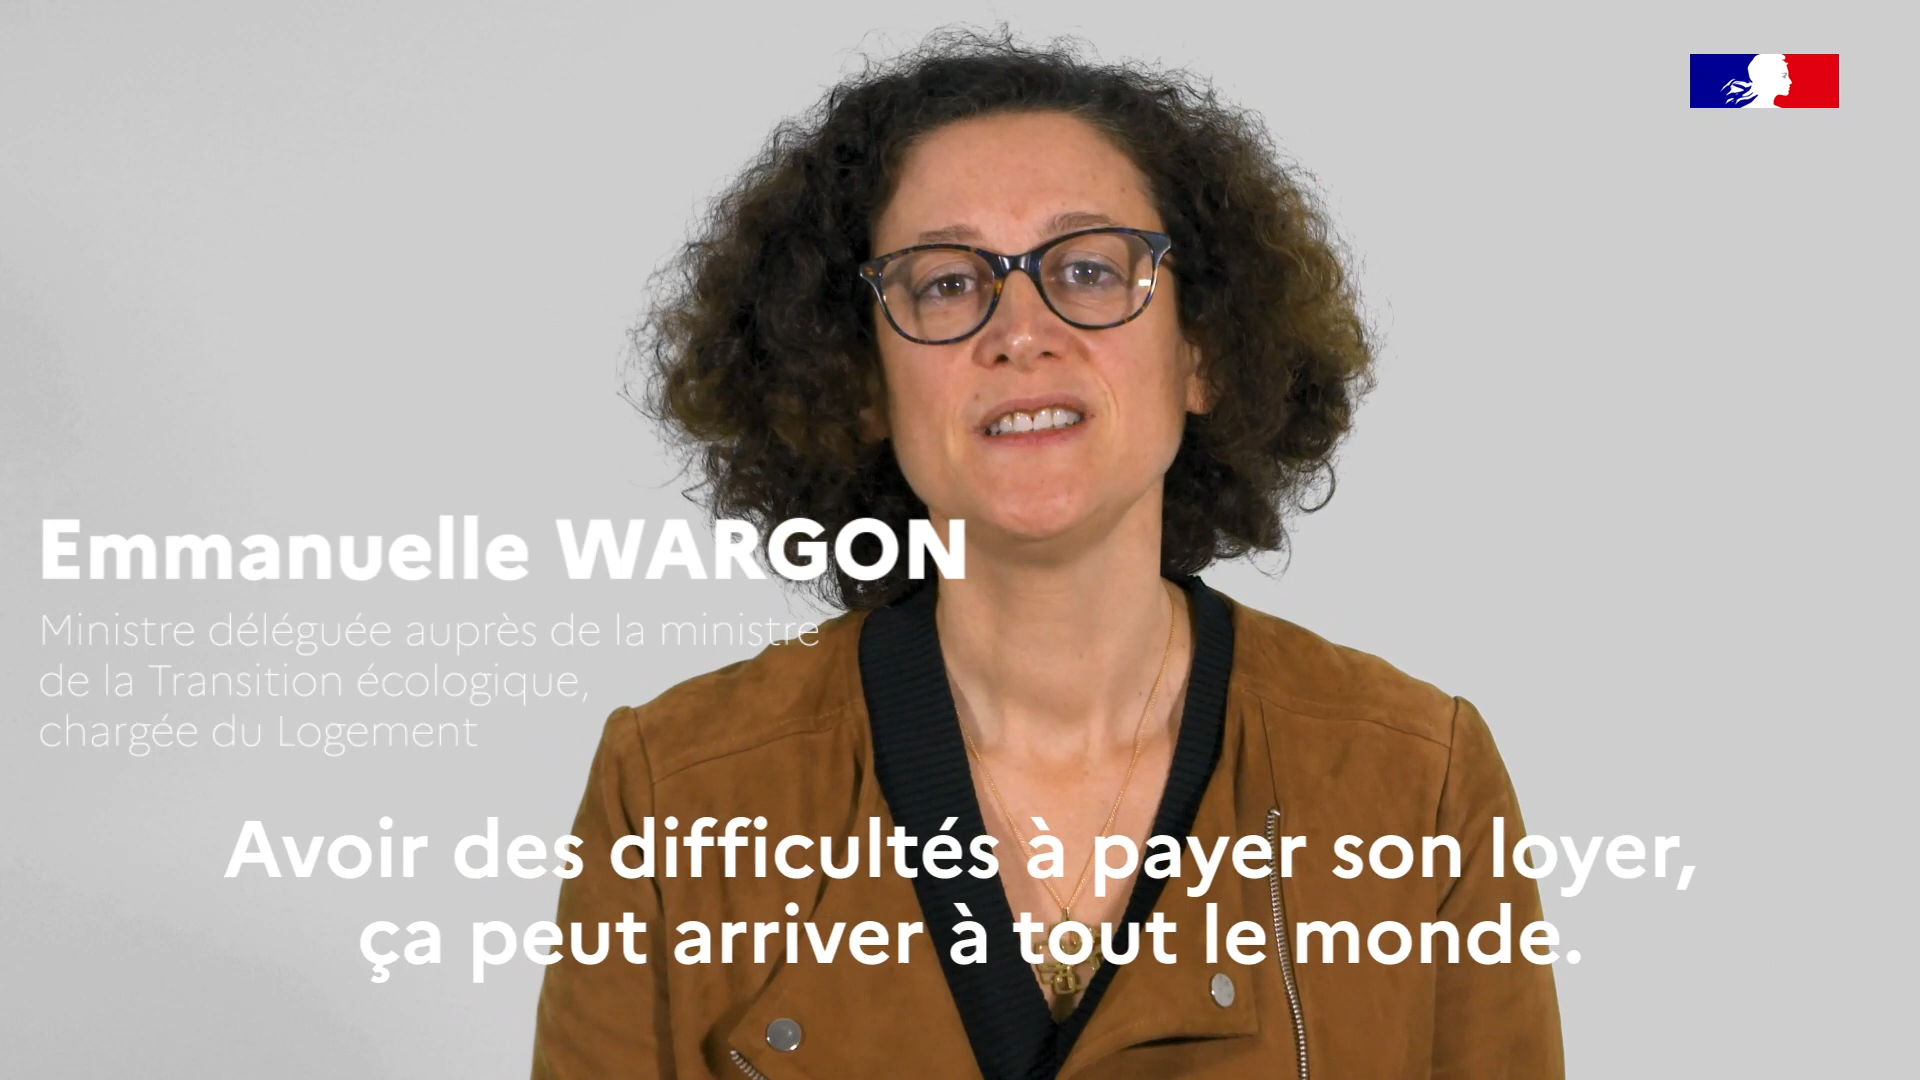 Emmanuelle WARGON
Ministre déléguée auprès de la ministre
de la Transition écologique,
chargée du Logement
Avoir des difficultés à payer son loyer,
ça peut arriver à tout le monde.